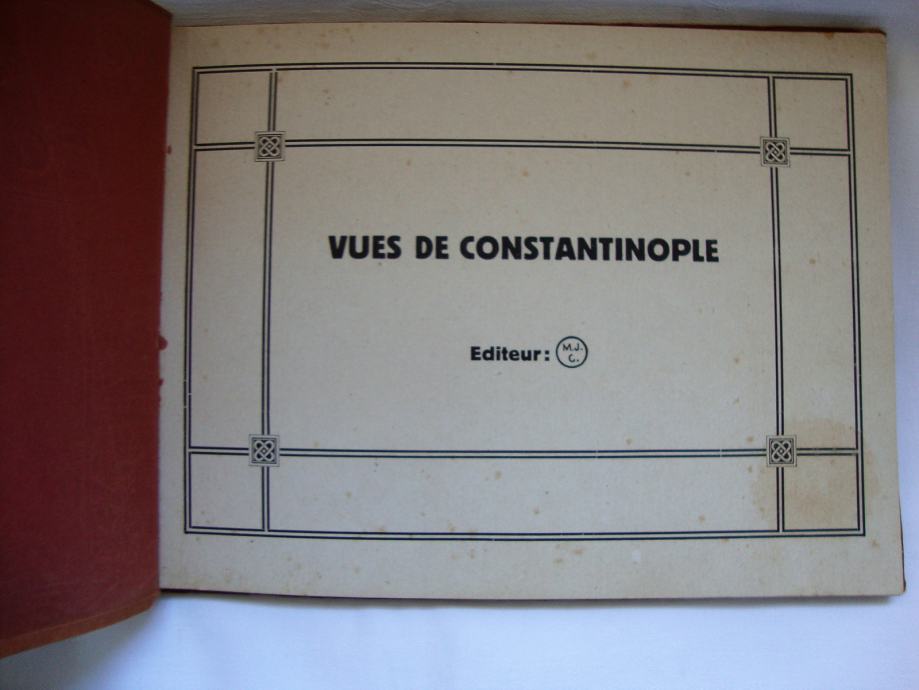 VUES DE CONSTANTINOPLE
Editeur: M.J.
C.